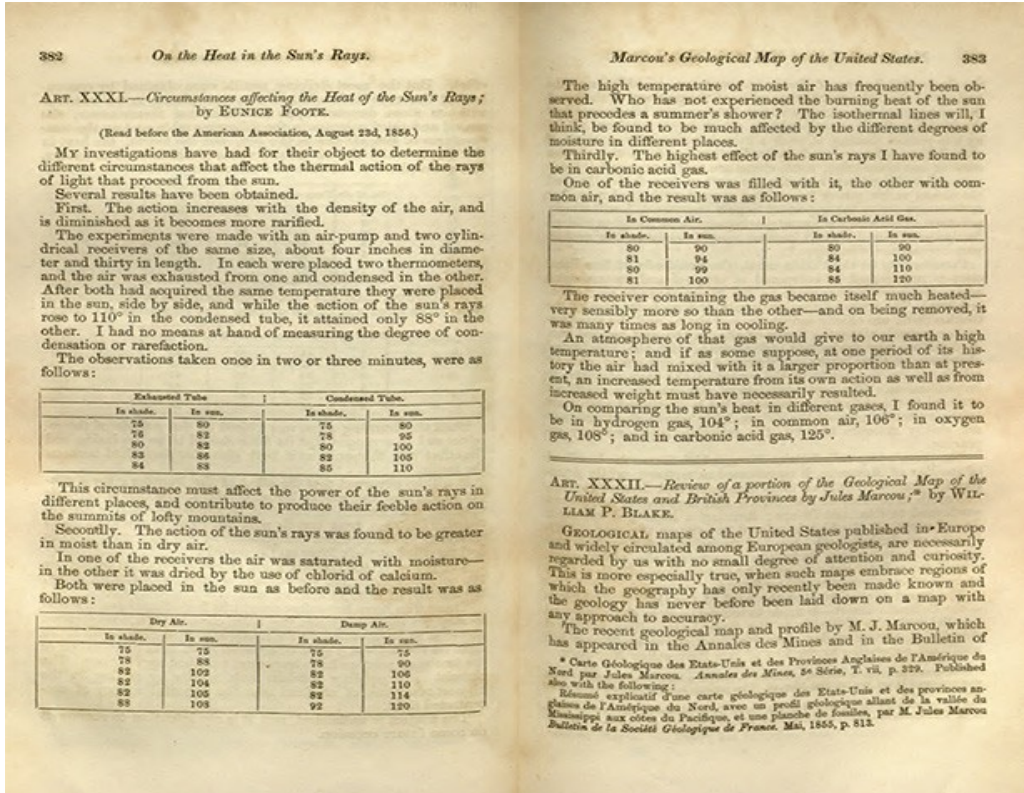 382 On the Heat in the Sun's Rays.
ART. XXXI.—Circumstances affecting the Heat of the Sun's Rays;
by EUNICE FOOTE.
(Read before the American Association, August 23d, 1856.)
MY investigations have had for their object to determine the
different circumstances that affect the thermal action of the rays
of light that proceed from the sun.
Several results have been obtained.
First. The action increases with the density of the air, and
is diminished as it becomes more rarified.
The experiments were made with an air-pump and two cylin-
drical receivers of the same size, about four inches in diame-
ter and thirty in length. In each were placed two thermometers,
and the air was exhausted from one and condensed in the other.
After both had acquired the same temperature they were placed
in the sun, side by side, and while the action of the sun's rays
rose to 110° in the condensed tube, it attained only 88° in the
other. I had no means at hand of measuring the degree of con-
densation or rarefaction.
The observations taken once in two or three minutes, were as
follows:
Exhausted Tube Condensed Tube.
In shade. In sun. In shade. In sun.
75 80 75 80
76 82 78 95
80 82 80 100
83 86 82 105
84 88 85 110
This circumstance must affect the power of the sun's rays in
different places, and contribute to produce their feeble action on
the summits of lofty mountains.
Secondly. The action of the sun's rays was found to be greater
in moist than in dry air.
In one of the receivers the air was saturated with moisture—
in the other it was dried by the use of chlorid of calcium.
Both were placed in the sun as before and the result was as
follows:
Dry Air. Damp Air.
In shade. In sun. In shade. In sun.
75 75 75 75
78 88 78 90
82 102 82 106
82 104 82 110
82 105 82 114
88 108 92 120
Marcou's Geological Map of the United States. 383
The high temperature of moist air has frequently been ob-
served. Who has not experienced the burning heat of the sun
that precedes a summer's shower? The isothermal lines will, I
think, be found to be much affected by the different degrees of
moisture in different places.
Thirdly. The highest effect of the sun's rays I have found to
be in carbonic acid gas.
One of the receivers was filled with it, the other with com-
mon air, and the result was as follows:
In Common Air. In Carbonic Acid Gas.
In shade. In sun. In shade. In sun.
80 90 80 90
81 94 84 100
80 99 84 110
81 100 85 120
The receiver containing the gas became itself much heated—
very sensibly more so than the other—and on being removed, it
was many times as long in cooling.
An atmosphere of that gas would give to our earth a high
temperature; and if as some suppose, at one period of its his-
tory the air had mixed with it a larger proportion than at pres-
ent, an increased temperature from its own action as well as from
increased weight must have necessarily resulted.
On comparing the sun's heat in different gases, I found it to
be in hydrogen gas, 104°; in common air, 106°; in oxygen
gas, 108°; and in carbonic acid gas, 125°.
ART. XXXII.—Review of a portion of the Geological Map of the
United States and British Provinces by Jules Marcou;* by WIL-
LIAM P. BLAKE.
GEOLOGICAL maps of the United States published in Europe
and widely circulated among European geologists, are necessarily
regarded by us with no small degree of attention and curiosity.
This is more especially true, when such maps embrace regions of
which the geography has only recently been made known and
the geology has never before been laid down on a map with
any approach to accuracy.
The recent geological map and profile by M. J. Marcou, which
has appeared in the Annales des Mines and in the Bulletin of
* Carte Géologique des Etats-Unis et des Provinces Anglaises de l'Amérique du
Nord par Jules Marcou. Annales des Mines, 5e Série, T. vii, p. 329. Published
also with the following:
Résumé explicatif d'une carte géologique des Etats-Unis et des provinces an-
glaises de l'Amérique du Nord, avec un profil géologique allant de la vallée du
Mississippi aux côtes du Pacifique, et une planche de fossiles, par M. Jules Marcou
Bulletin de la Société Géologique de France. Mai, 1855, p. 813.